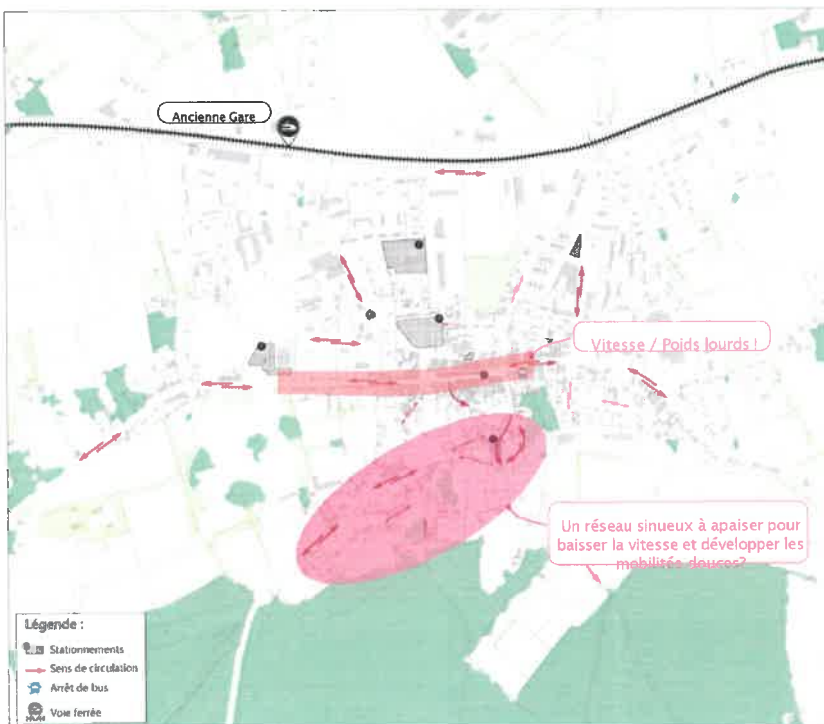 Ancienne Gare
Vitesse / Poids lourds !
Un réseau sinueux à apaiser pour
baisser la vitesse et développer les
mobilités douces?
Légende :
Stationnements
Sens de circulation
Arrêt de bus
Voie ferrée